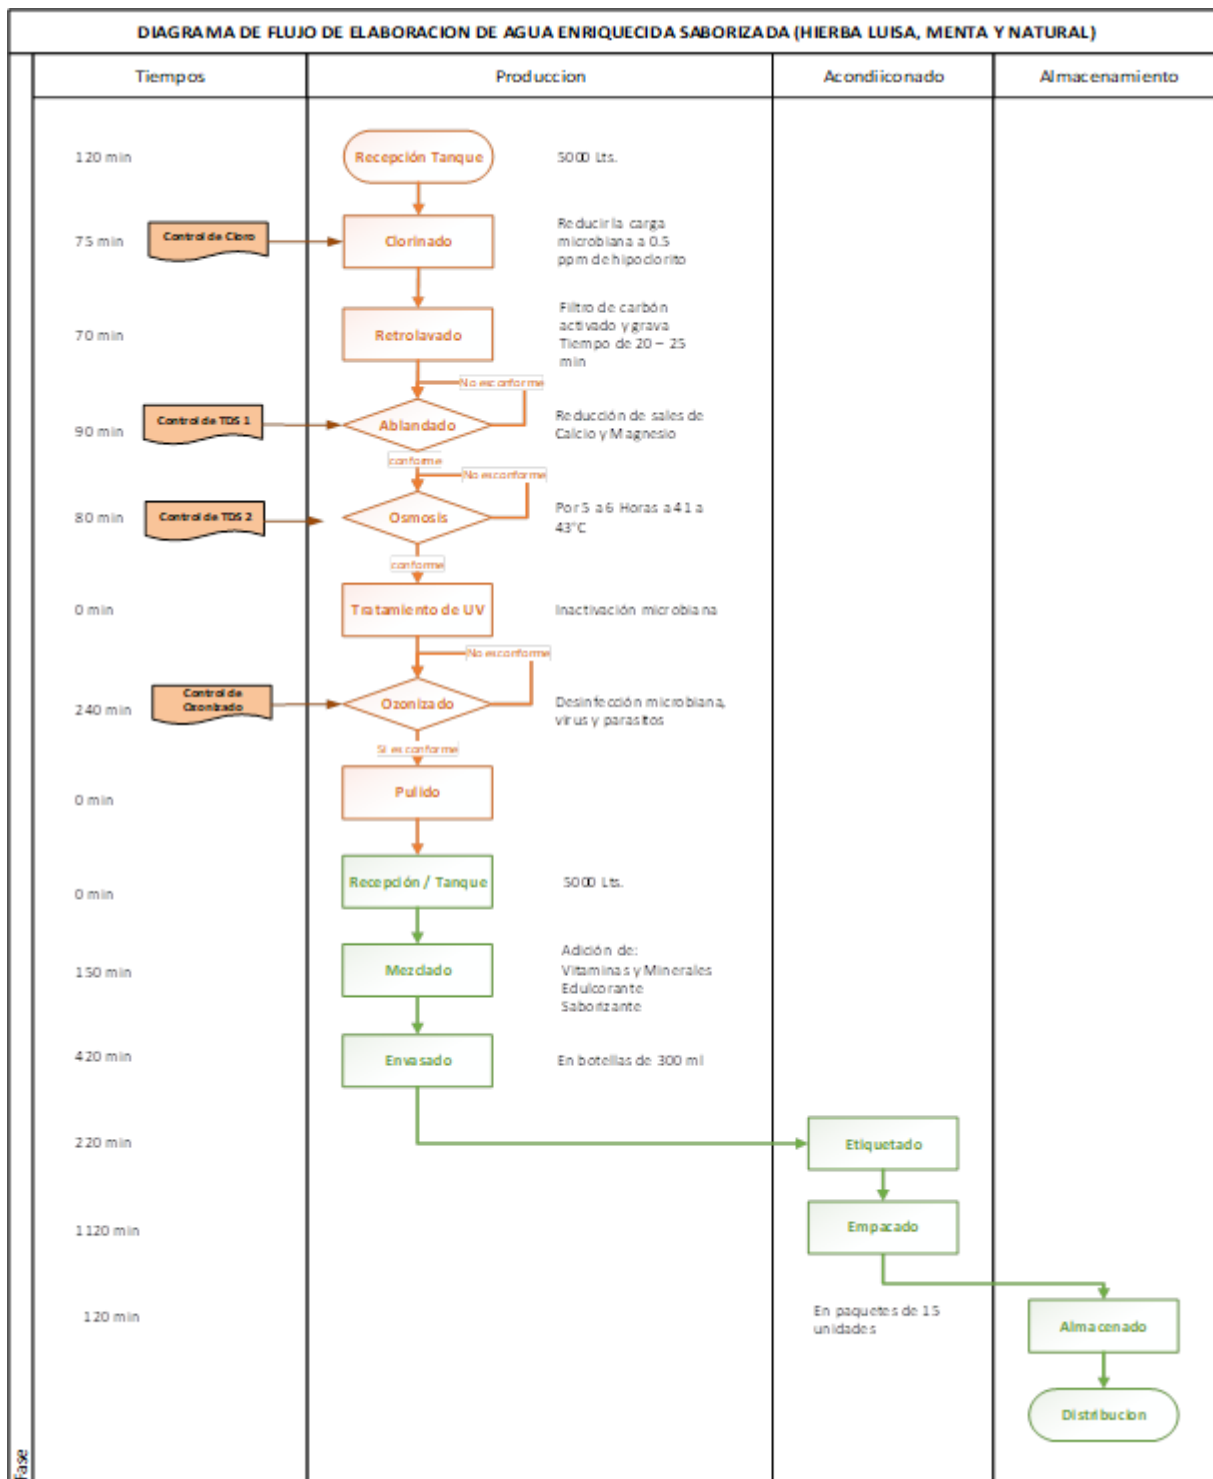 DIAGRAMA DE FLUJO DE ELABORACION DE AGUA ENRIQUECIDA SABORIZADA (HIERBA LUISA, MENTA Y NATURAL)
Tiempos
Produccion
Acondiiconado
Almacenamiento
120 min
Recepción Tanque
5000 Lts.
75 min
Control de Cloro
Clorinado
Reducir la carga
microbiana a 0.5
ppm de hipoclorito
70 min
Retrolavado
Filtro de carbón
activado y grava
Tiempo de 20 – 25
min
No es conforme
90 min
Control de TDS 1
Ablandado
Reducción de sales de
Calcio y Magnesio
conforme
No es conforme
80 min
Control de TDS 2
Osmosis
Por 5 a 6 Horas a 41 a
43°C
conforme
0 min
Tratamiento de UV
Inactivación microbiana
No es conforme
240 min
Control de
Ozonizado
Ozonizado
Desinfección microbiana,
virus y parasitos
Si es conforme
0 min
Pulido
0 min
Recepción / Tanque
5000 Lts.
150 min
Mezclado
Adición de:
Vitaminas y Minerales
Edulcorante
Saborizante
420 min
Envasado
En botellas de 300 ml
220 min
Etiquetado
1120 min
Empacado
120 min
En paquetes de 15
unidades
Almacenado
Distribucion
Fase